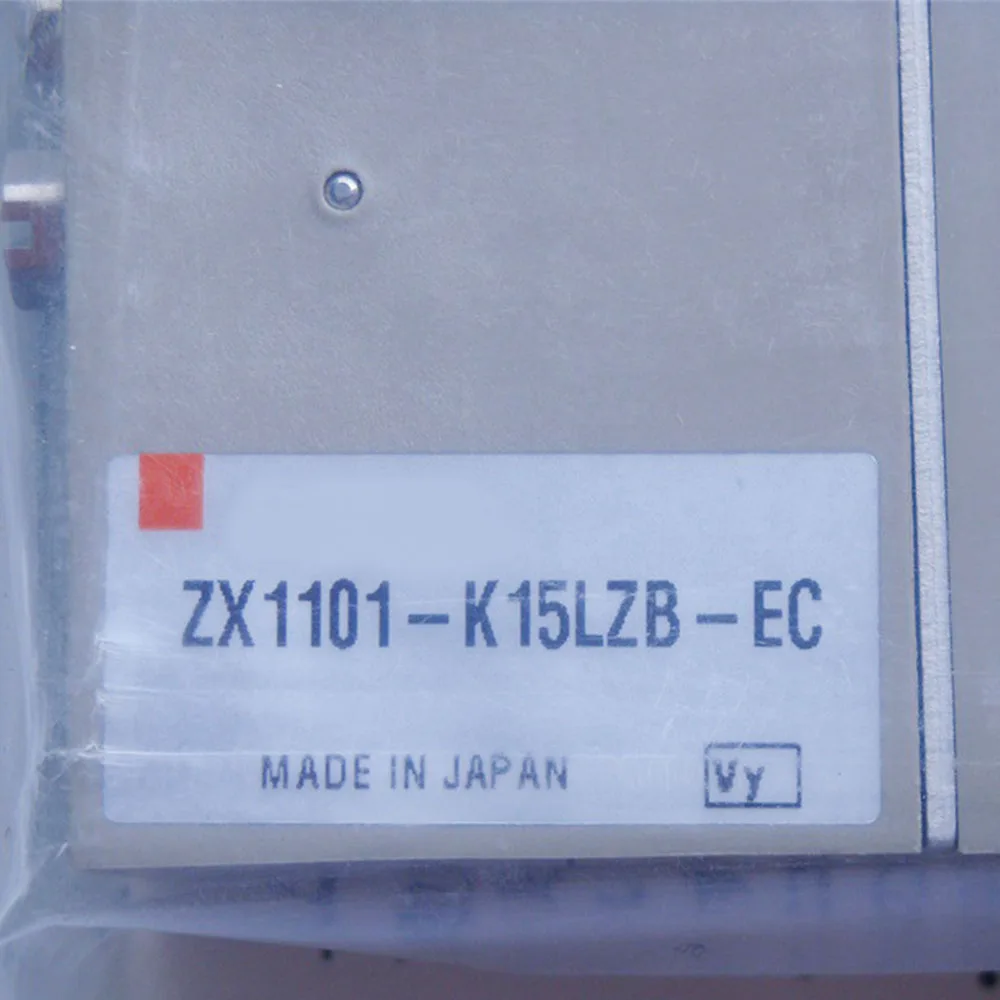 ZX1101-K15LZB-EC
MADE IN JAPAN
Vy